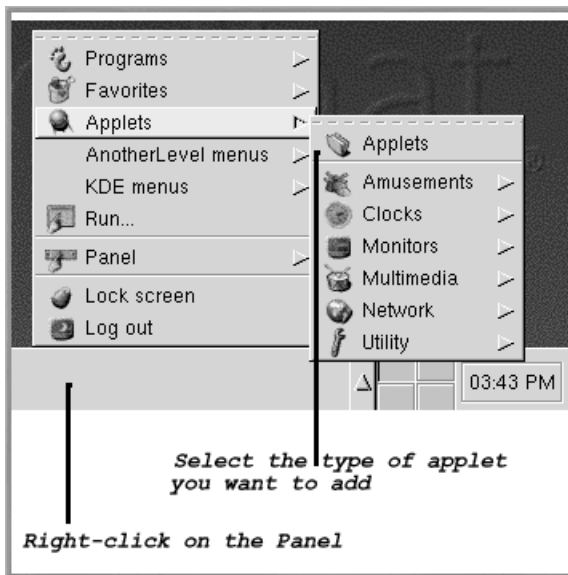 Programs
Favorites
Applets
AnotherLevel menus
KDE menus
Run...
Panel
Lock screen
Log out
Applets
Amusements
Clocks
Monitors
Multimedia
Network
Utility
03:43 PM
Select the type of applet
you want to add
Right-click on the Panel